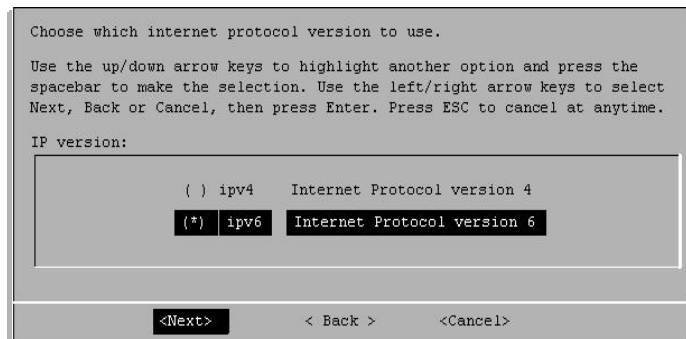 Choose which internet protocol version to use.
Use the up/down arrow keys to highlight another option and press the
spacebar to make the selection. Use the left/right arrow keys to select
Next, Back or Cancel, then press Enter. Press ESC to cancel at anytime.
IP version:
( ) ipv4 Internet Protocol version 4
(*) ipv6 Internet Protocol version 6
<Next> < Back > <Cancel>